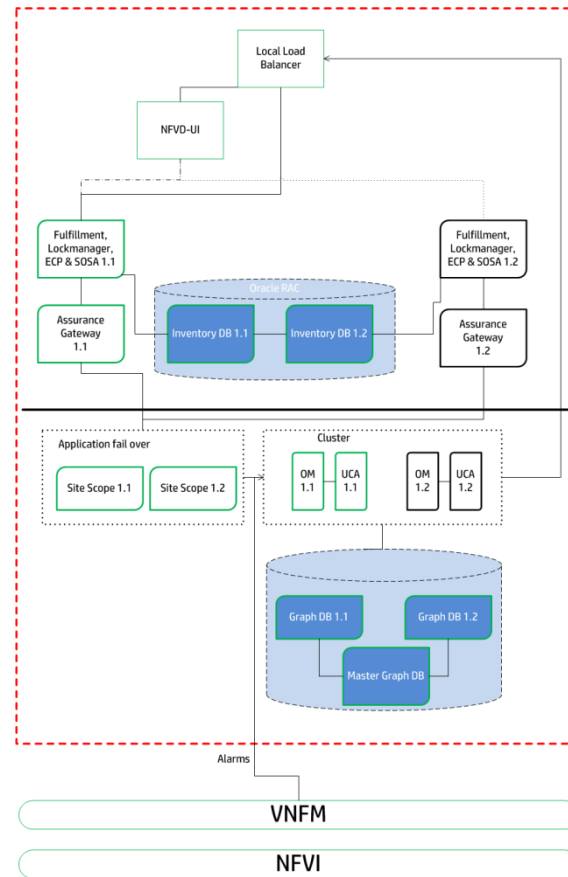 Local Load
Balancer
NFVD-UI
Fulfillment,
Lockmanager,
ECP & SOSA 1.1
Fulfillment,
Lockmanager,
ECP & SOSA 1.2
Oracle RAC
Inventory DB 1.1
Inventory DB 1.2
Assurance
Gateway
1.1
Assurance
Gateway
1.2
Application fail over
Site Scope 1.1
Site Scope 1.2
Cluster
OM
1.1
UCA
1.1
OM
1.2
UCA
1.2
Graph DB 1.1
Graph DB 1.2
Master Graph DB
Alarms
VNFM
NFVI